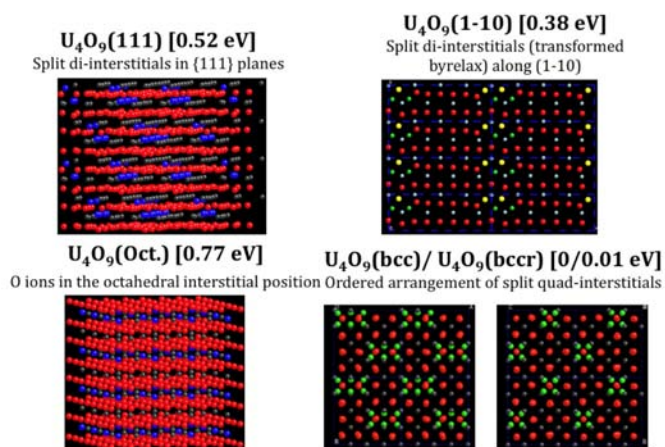 U₄O₉(111) [0.52 eV]
Split di-interstitials in {111} planes
U₄O₉(1-10) [0.38 eV]
Split di-interstitials (transformed
byrelax) along (1-10)
U₄O₉(Oct.) [0.77 eV]
O ions in the octahedral interstitial position
U₄O₉(bcc)/ U₄O₉(bccr) [0/0.01 eV]
Ordered arrangement of split quad-interstitials